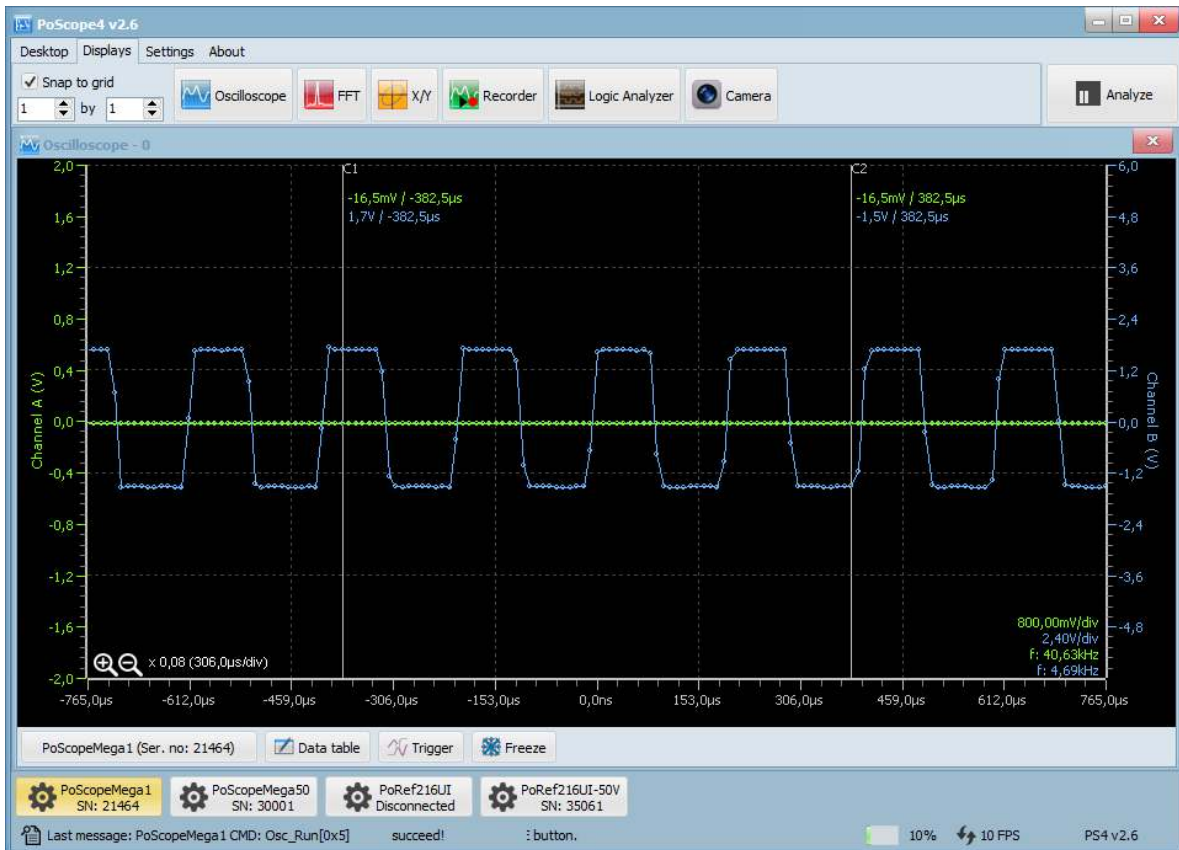 PoScope4 v2.6
Desktop Displays Settings About
Snap to grid
1 by 1
Oscilloscope FFT X/Y Recorder Logic Analyzer Camera Analyze
Oscilloscope - 0
2,0
1,6
1,2
0,8
0,4
0,0
-0,4
-0,8
-1,2
-1,6
-2,0
Channel A (V)
C1
-16,5mV / -382,5µs
1,7V / -382,5µs
C2
-16,5mV / 382,5µs
-1,5V / 382,5µs
6,0
4,8
3,6
2,4
1,2
0,0
-1,2
-2,4
-3,6
-4,8
Channel B (V)
800,00mV/div
2,40V/div
f: 40,63kHz
f: 4,69kHz
x 0,08 (306,0µs/div)
-765,0µs -612,0µs -459,0µs -306,0µs -153,0µs 0,0ns 153,0µs 306,0µs 459,0µs 612,0µs 765,0µs
PoScopeMega1 (Ser. no: 21464) Data table Trigger Freeze
PoScopeMega1
SN: 21464
PoScopeMega50
SN: 30001
PoRef216UI
Disconnected
PoRef216UI-50V
SN: 35061
Last message: PoScopeMega1 CMD: Osc_Run[0x5] succeed! : button. 10% 10 FPS PS4 v2.6